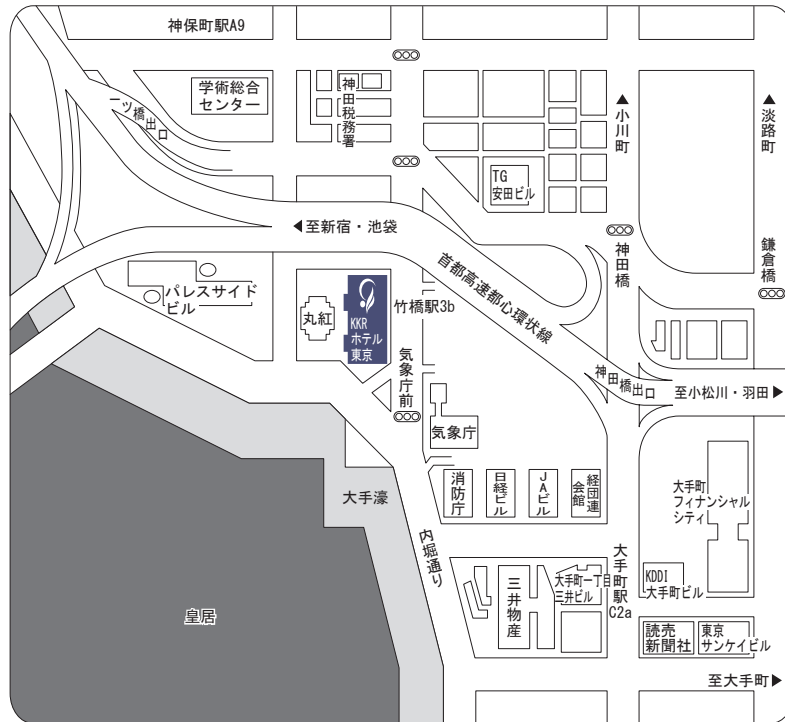 神保町駅A9
学術総合
センター
一ツ橋出口
神田税務署
▲小川町
▲淡路町
TG
安田ビル
◀至新宿・池袋
首都高速都心環状線
神田橋
鎌倉橋
パレスサイド
ビル
丸紅
KKR
ホテル
東京
竹橋駅3b
気象庁前
神田橋出口
至小松川・羽田▶
気象庁
大手濠
消防庁
日経ビル
JAビル
経団連
会館
大手町
フィナンシャル
シティ
内堀通り
皇居
三井物産
大手町一丁目
三井ビル
大手町駅
C2a
KDDI
大手町ビル
読売
新聞社
東京
サンケイビル
至大手町▶